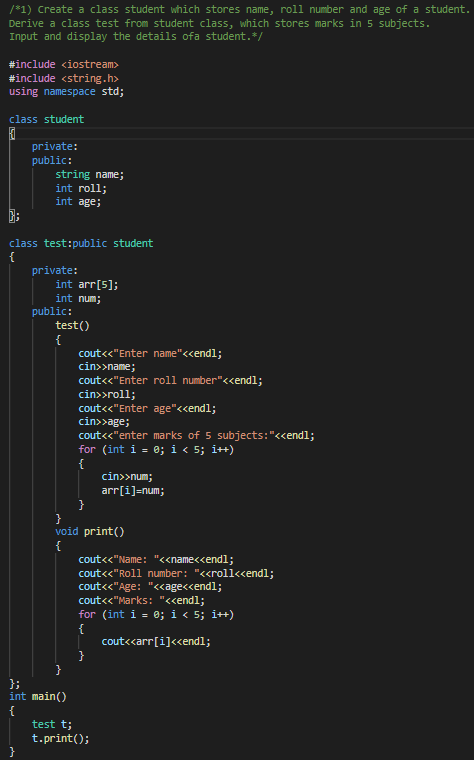 /*1) Create a class student which stores name, roll number and age of a student.
Derive a class test from student class, which stores marks in 5 subjects.
Input and display the details ofa student.*/

#include <iostream>
#include <string.h>
using namespace std;

class student
{
    private:
    public:
        string name;
        int roll;
        int age;
};

class test:public student
{
    private:
        int arr[5];
        int num;
    public:
        test()
        {
            cout<<"Enter name"<<endl;
            cin>>name;
            cout<<"Enter roll number"<<endl;
            cin>>roll;
            cout<<"Enter age"<<endl;
            cin>>age;
            cout<<"enter marks of 5 subjects:"<<endl;
            for (int i = 0; i < 5; i++)
            {
                cin>>num;
                arr[i]=num;
            }
        }
        void print()
        {
            cout<<"Name: "<<name<<endl;
            cout<<"Roll number: "<<roll<<endl;
            cout<<"Age: "<<age<<endl;
            cout<<"Marks: "<<endl;
            for (int i = 0; i < 5; i++)
            {
                cout<<arr[i]<<endl;
            }
        }
};
int main()
{
    test t;
    t.print();
}